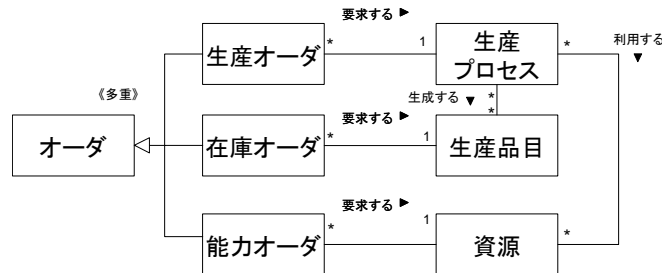 要求する ▶
生産オーダ
*
1
生産
プロセス
*
利用する
▼
《多重》
生成する ▼
*
*
要求する ▶
オーダ
在庫オーダ
*
1
生産品目
要求する ▶
能力オーダ
*
1
資源
*